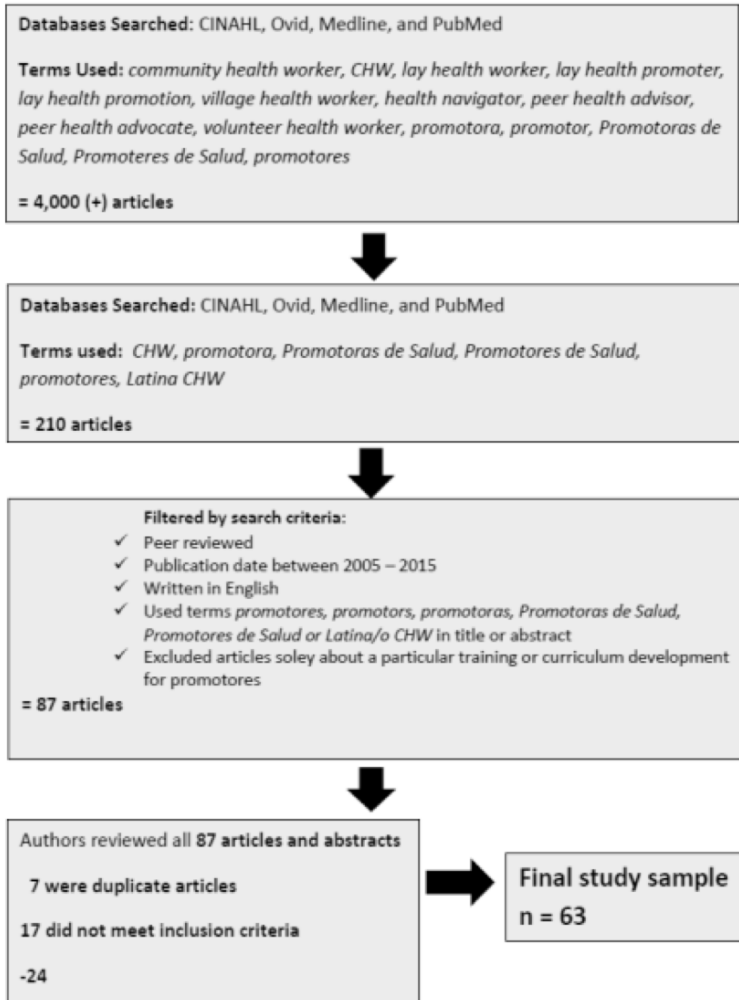 Databases Searched: CINAHL, Ovid, Medline, and PubMed
Terms Used: community health worker, CHW, lay health worker, lay health promoter,
lay health promotion, village health worker, health navigator, peer health advisor,
peer health advocate, volunteer health worker, promotora, promotor, Promotoras de
Salud, Promoteres de Salud, promotores
= 4,000 (+) articles
Databases Searched: CINAHL, Ovid, Medline, and PubMed
Terms used: CHW, promotora, Promotoras de Salud, Promotores de Salud,
promotores, Latina CHW
= 210 articles
Filtered by search criteria:
✓ Peer reviewed
✓ Publication date between 2005 – 2015
✓ Written in English
✓ Used terms promotores, promotors, promotoras, Promotoras de Salud,
Promotores de Salud or Latina/o CHW in title or abstract
✓ Excluded articles soley about a particular training or curriculum development
for promotores
= 87 articles
Authors reviewed all 87 articles and abstracts
7 were duplicate articles
17 did not meet inclusion criteria
-24
Final study sample
n = 63